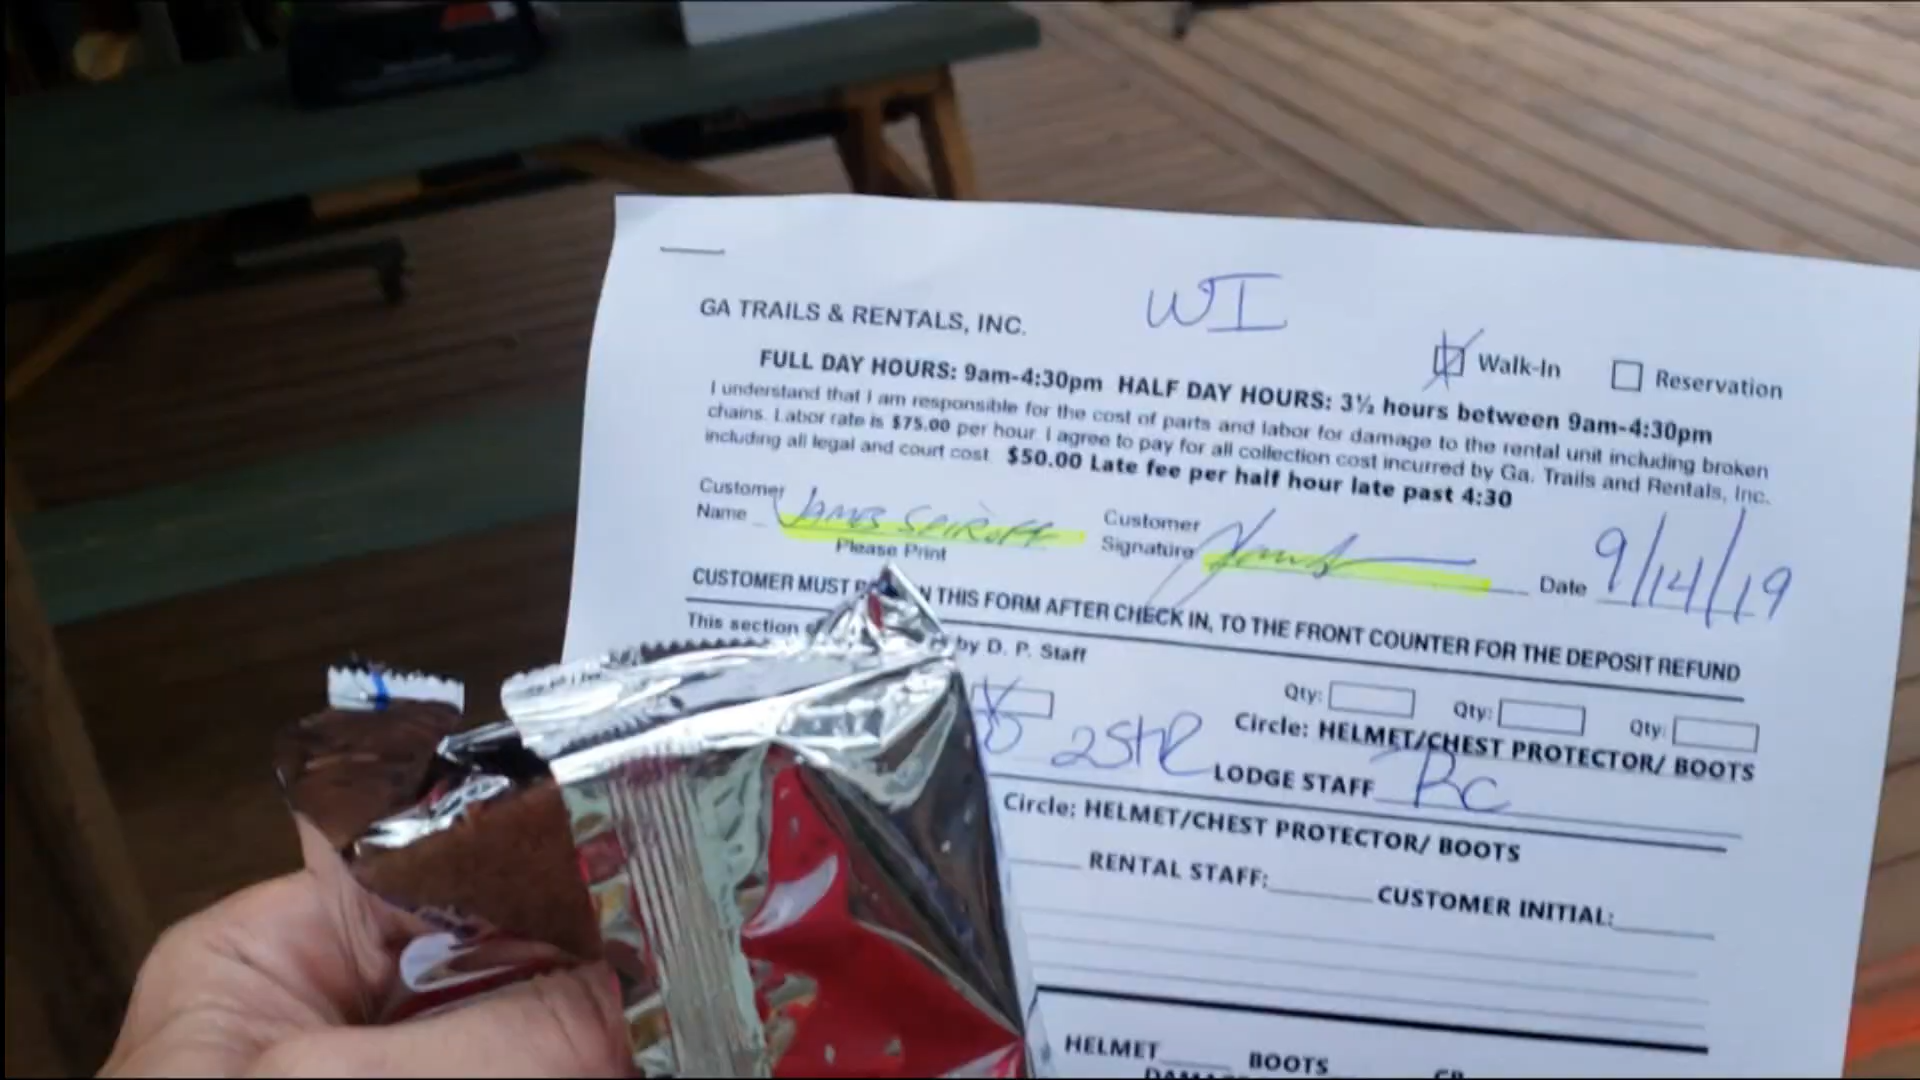 WI
GA TRAILS & RENTALS, INC.
Walk-In Reservation
FULL DAY HOURS: 9am-4:30pm HALF DAY HOURS: 3½ hours between 9am-4:30pm
I understand that I am responsible for the cost of parts and labor for damage to the rental unit including broken
chains. Labor rate is $75.00 per hour. I agree to pay for all collection cost incurred by Ga. Trails and Rentals, Inc.
including all legal and court cost. $50.00 Late fee per half hour late past 4:30
Customer Customer
Name JAMES Signature Date 9/14/19
Please Print
CUSTOMER MUST THIS FORM AFTER CHECK IN, TO THE FRONT COUNTER FOR THE DEPOSIT REFUND
This section by D. P. Staff
Qty: Qty: Qty:
Circle: HELMET/CHEST PROTECTOR/ BOOTS
LODGE STAFF RC
Circle: HELMET/CHEST PROTECTOR/ BOOTS
RENTAL STAFF: CUSTOMER INITIAL:
HELMET BOOTS